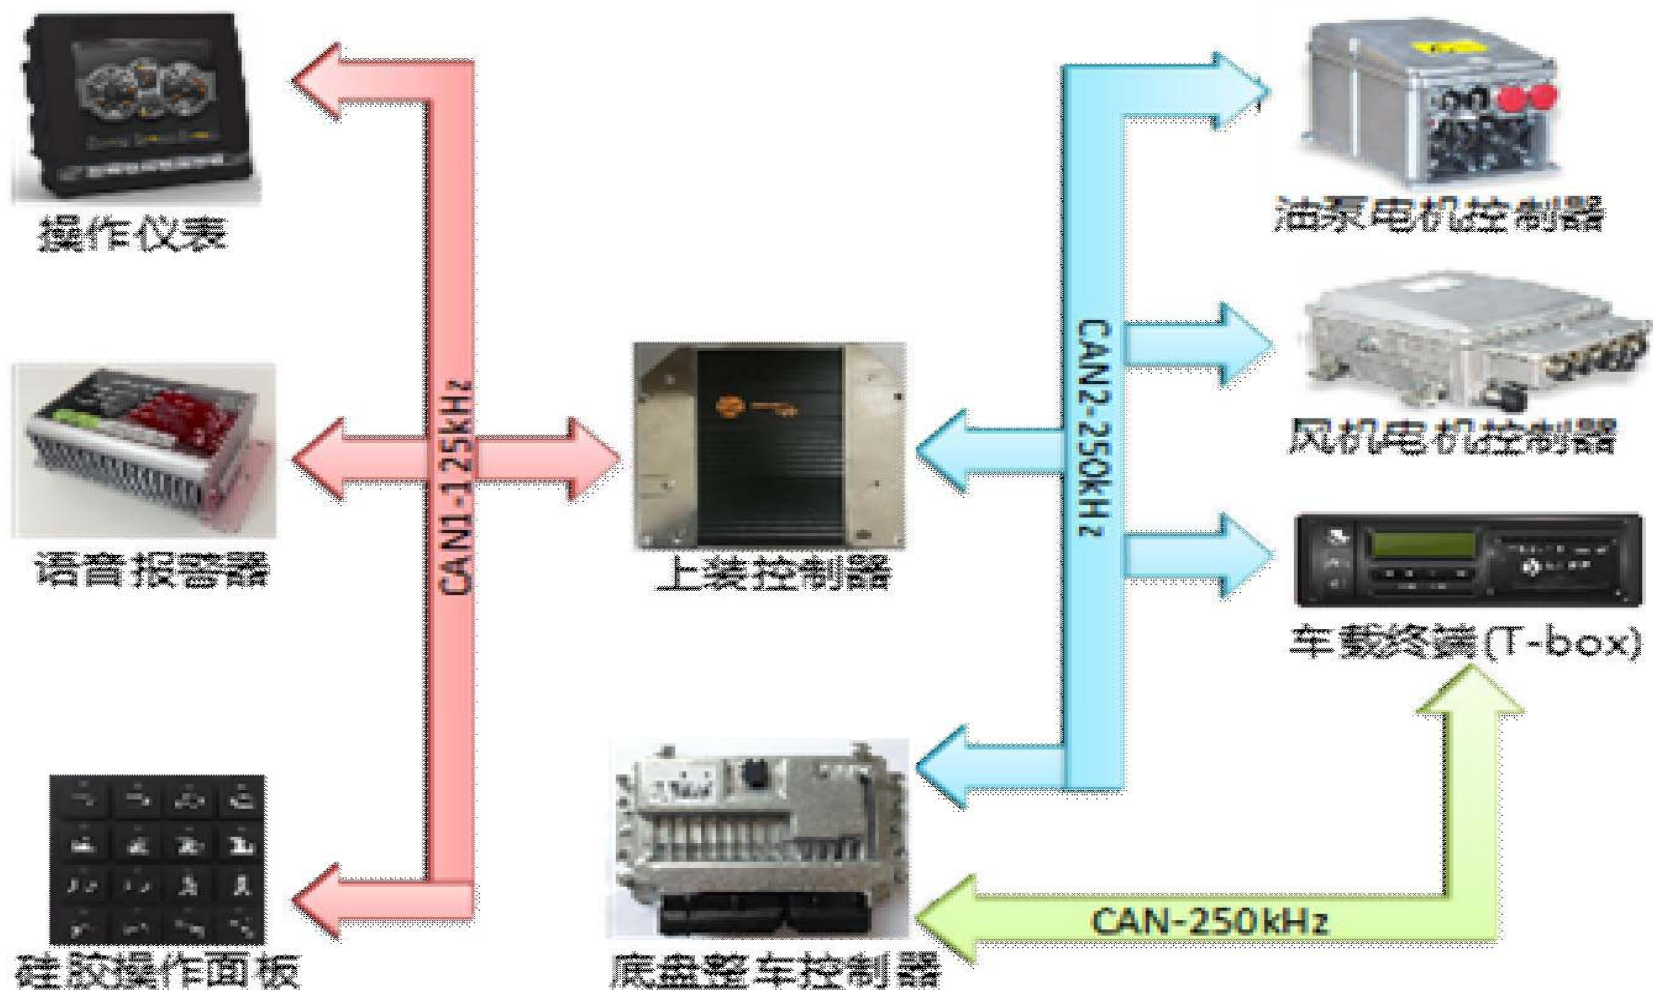 操作仪表
油泵电机控制器
风机电机控制器
CAN1-125kHz
CAN2-250kHz
语音报警器
上装控制器
车载终端(T-box)
CAN-250kHz
硅胶操作面板
底盘整车控制器